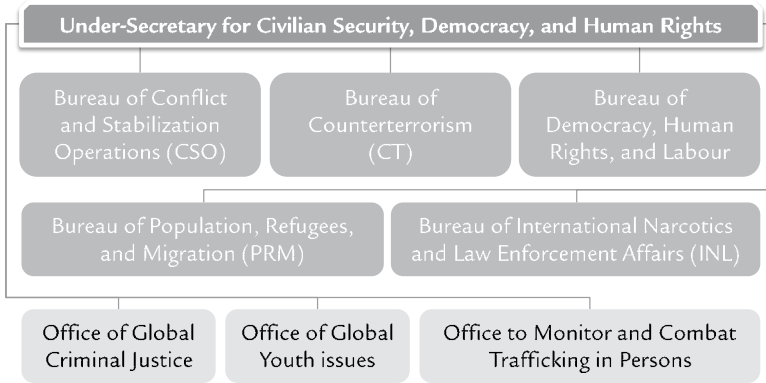 Under-Secretary for Civilian Security, Democracy, and Human Rights
Bureau of Conflict
and Stabilization
Operations (CSO)
Bureau of
Counterterrorism
(CT)
Bureau of
Democracy, Human
Rights, and Labour
Bureau of Population, Refugees,
and Migration (PRM)
Bureau of International Narcotics
and Law Enforcement Affairs (INL)
Office of Global
Criminal Justice
Office of Global
Youth issues
Office to Monitor and Combat
Trafficking in Persons